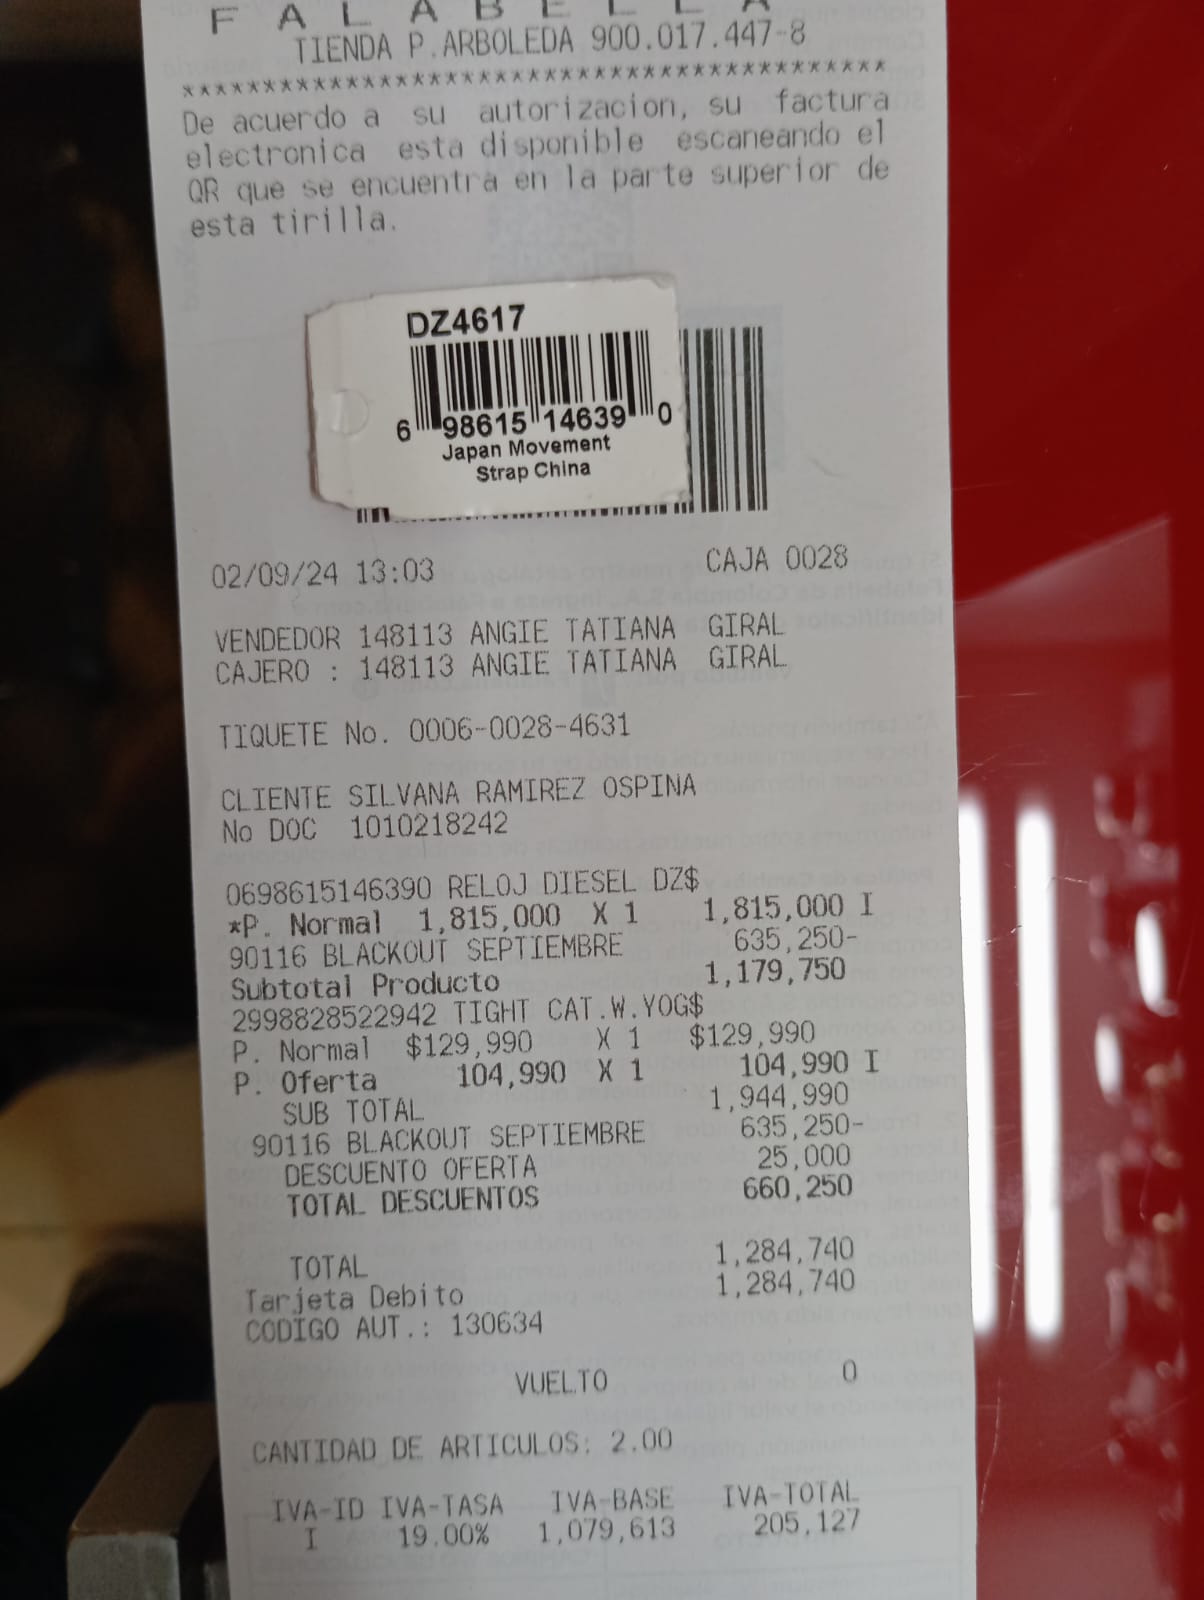 FALABELLA
TIENDA P.ARBOLEDA 900.017.447-8
*******************************************
De acuerdo a su autorizacion, su factura
electronica esta disponible escaneando el
QR que se encuentra en la parte superior de
esta tirilla.
DZ4617
6 98615 14639 0
Japan Movement
Strap China
02/09/24 13:03 CAJA 0028
VENDEDOR 148113 ANGIE TATIANA GIRAL
CAJERO : 148113 ANGIE TATIANA GIRAL
TIQUETE No. 0006-0028-4631
CLIENTE SILVANA RAMIREZ OSPINA
No DOC 1010218242
0698615146390 RELOJ DIESEL DZ$
*P. Normal 1,815,000 X 1 1,815,000 I
90116 BLACKOUT SEPTIEMBRE 635,250-
Subtotal Producto 1,179,750
2998828522942 TIGHT CAT.W.YOG$
P. Normal $129,990 X 1 $129,990
P. Oferta 104,990 X 1 104,990 I
SUB TOTAL 1,944,990
90116 BLACKOUT SEPTIEMBRE 635,250-
DESCUENTO OFERTA 25,000
TOTAL DESCUENTOS 660,250
TOTAL 1,284,740
Tarjeta Debito 1,284,740
CODIGO AUT.: 130634
VUELTO 0
CANTIDAD DE ARTICULOS: 2.00
IVA-ID IVA-TASA IVA-BASE IVA-TOTAL
I 19.00% 1,079,613 205,127